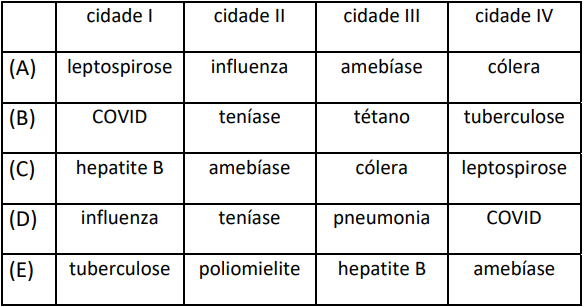 cidade I cidade II cidade III cidade IV
(A) leptospirose influenza amebíase cólera
(B) COVID teníase tétano tuberculose
(C) hepatite B amebíase cólera leptospirose
(D) influenza teníase pneumonia COVID
(E) tuberculose poliomielite hepatite B amebíase